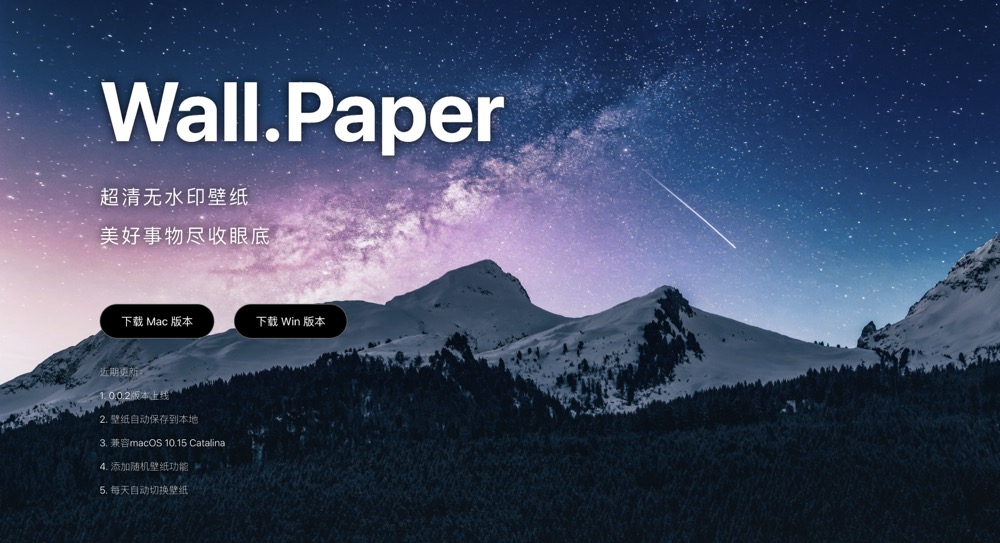 Wall.Paper
超清无水印壁纸
美好事物尽收眼底
下载 Mac 版本 下载 Win 版本
近期更新：
1. 0.0.2版本上线
2. 壁纸自动保存到本地
3. 兼容macOS 10.15 Catalina
4. 添加随机壁纸功能
5. 每天自动切换壁纸